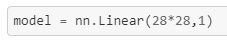 model = nn.Linear(28*28,1)